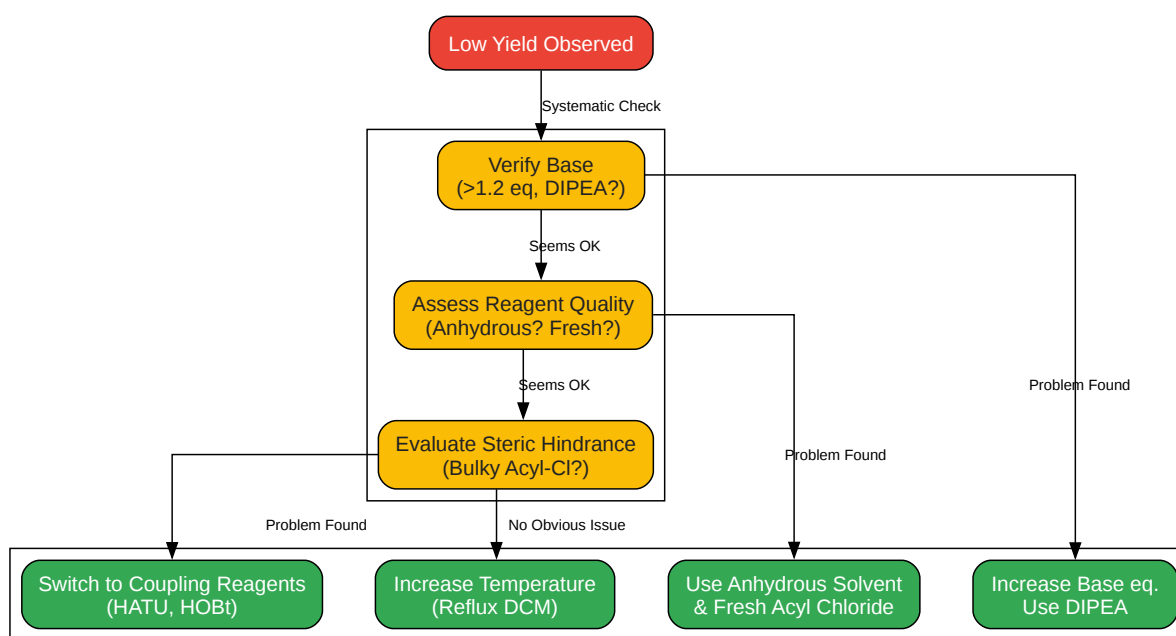 Low Yield Observed
Systematic Check
Verify Base
(>1.2 eq, DIPEA?)
Seems OK
Assess Reagent Quality
(Anhydrous? Fresh?)
Seems OK
Problem Found
Evaluate Steric Hindrance
(Bulky Acyl-Cl?)
Problem Found
Problem Found
No Obvious Issue
Switch to Coupling Reagents
(HATU, HOBt)
Increase Temperature
(Reflux DCM)
Use Anhydrous Solvent
& Fresh Acyl Chloride
Increase Base eq.
Use DIPEA